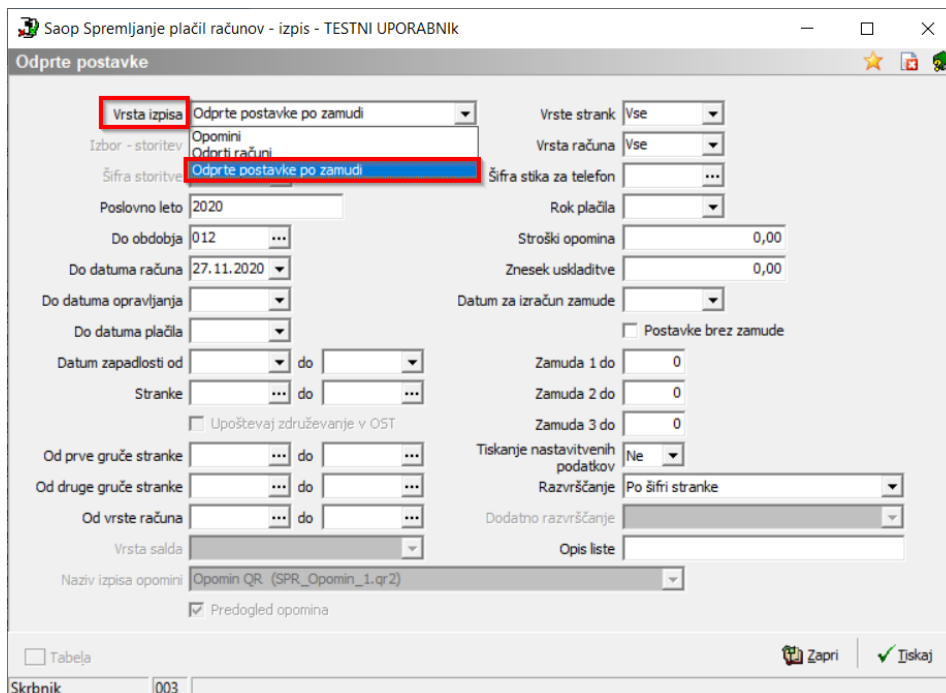 Saop Spremljanje plačil računov - izpis - TESTNI UPORABNIk
Odprte postavke
Vrsta izpisa Odprte postavke po zamudi
Opomini
Odprti računi
Odprte postavke po zamudi
Izbor - storitev
Šifra storitve
Poslovno leto 2020
Do obdobja 012
Do datuma računa 27.11.2020
Do datuma opravljanja
Do datuma plačila
Datum zapadlosti od do
Stranke do
Upoštevaj združevanje v OST
Od prve gruče stranke do
Od druge gruče stranke do
Od vrste računa do
Vrsta salda
Naziv izpisa opomini Opomin QR (SPR_Opomin_1.qr2)
Predogled opomina
Vrste strank Vse
Vrsta računa Vse
Šifra stika za telefon
Rok plačila
Stroški opomina 0,00
Znesek uskladitve 0,00
Datum za izračun zamude
Postavke brez zamude
Zamuda 1 do 0
Zamuda 2 do 0
Zamuda 3 do 0
Tiskanje nastavitvenih
podatkov Ne
Razvrščanje Po šifri stranke
Dodatno razvrščanje
Opis liste
Tabela
Zapri
Tiskaj
Skrbnik 003